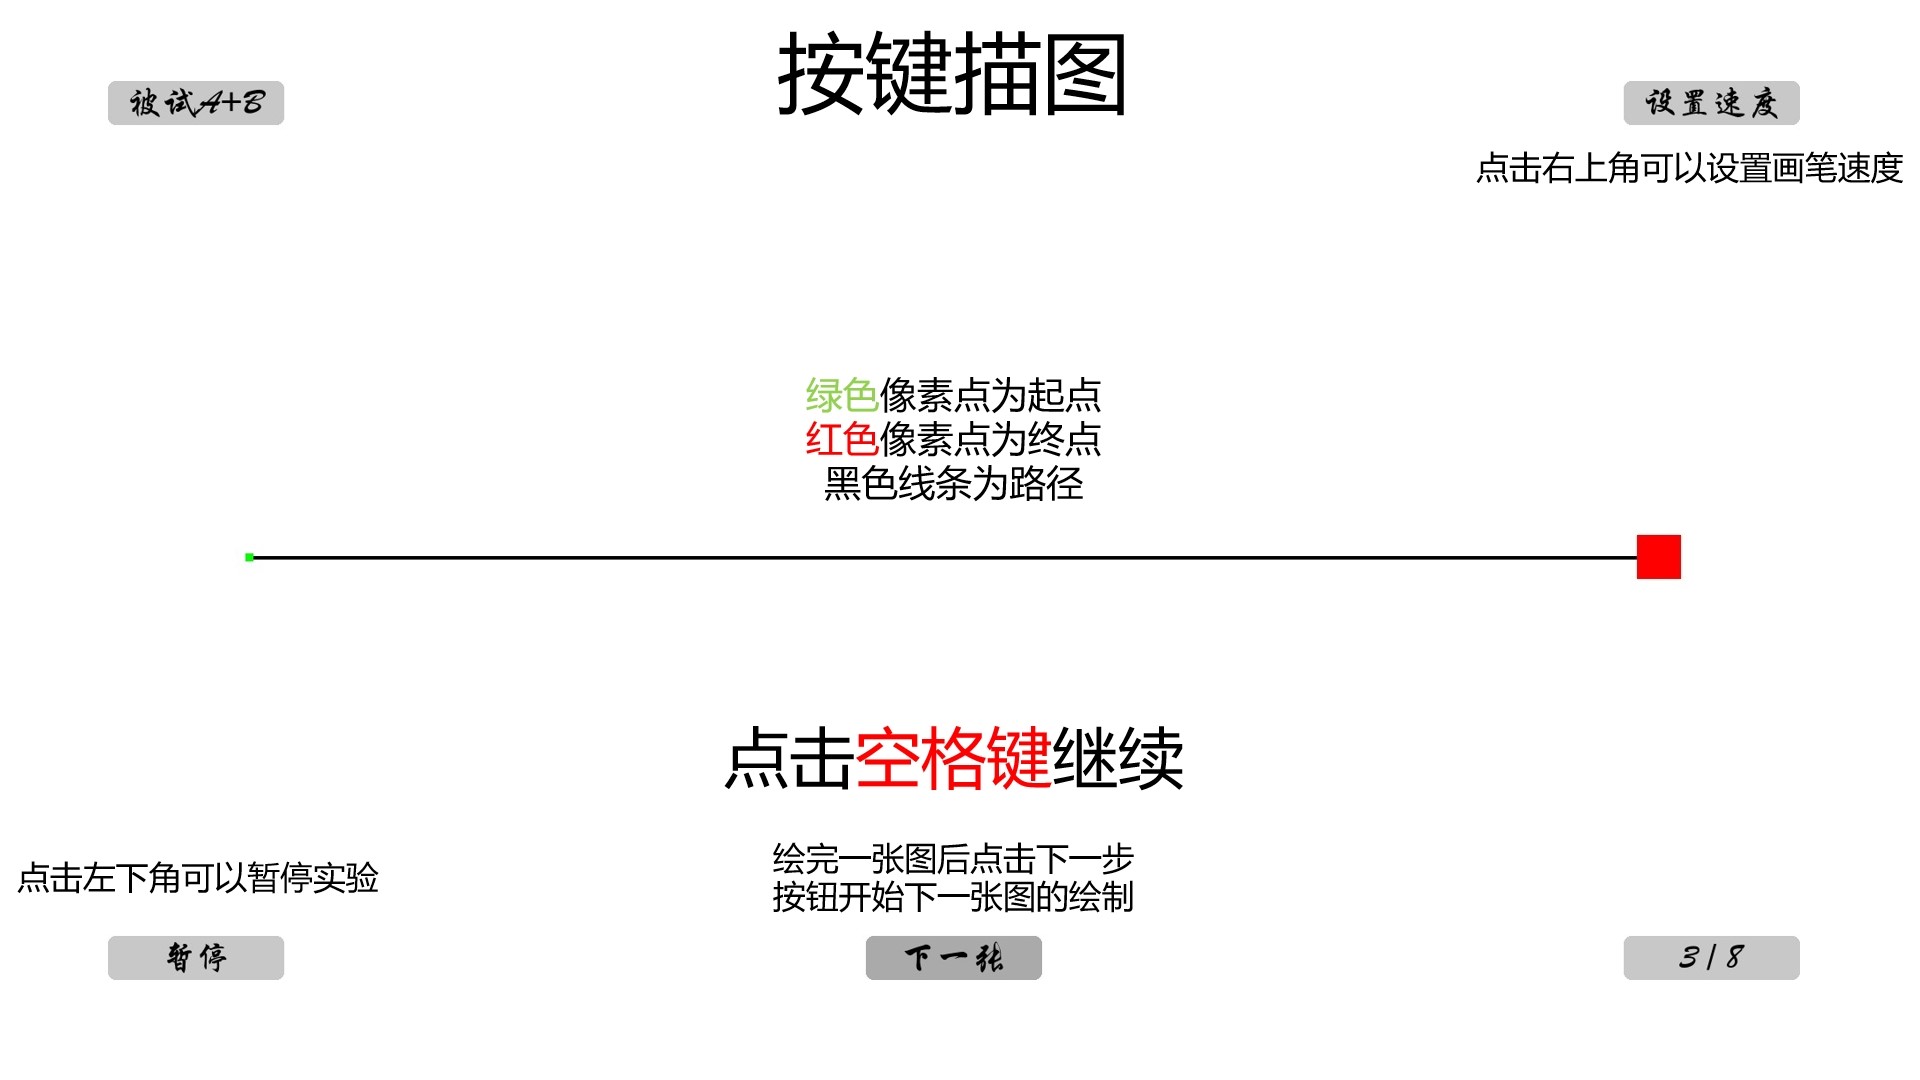 按键描图
被试A+B
设置速度
点击右上角可以设置画笔速度
绿色像素点为起点
红色像素点为终点
黑色线条为路径
点击空格键继续
点击左下角可以暂停实验
绘完一张图后点击下一步
按钮开始下一张图的绘制
暂停
下一张
3/8